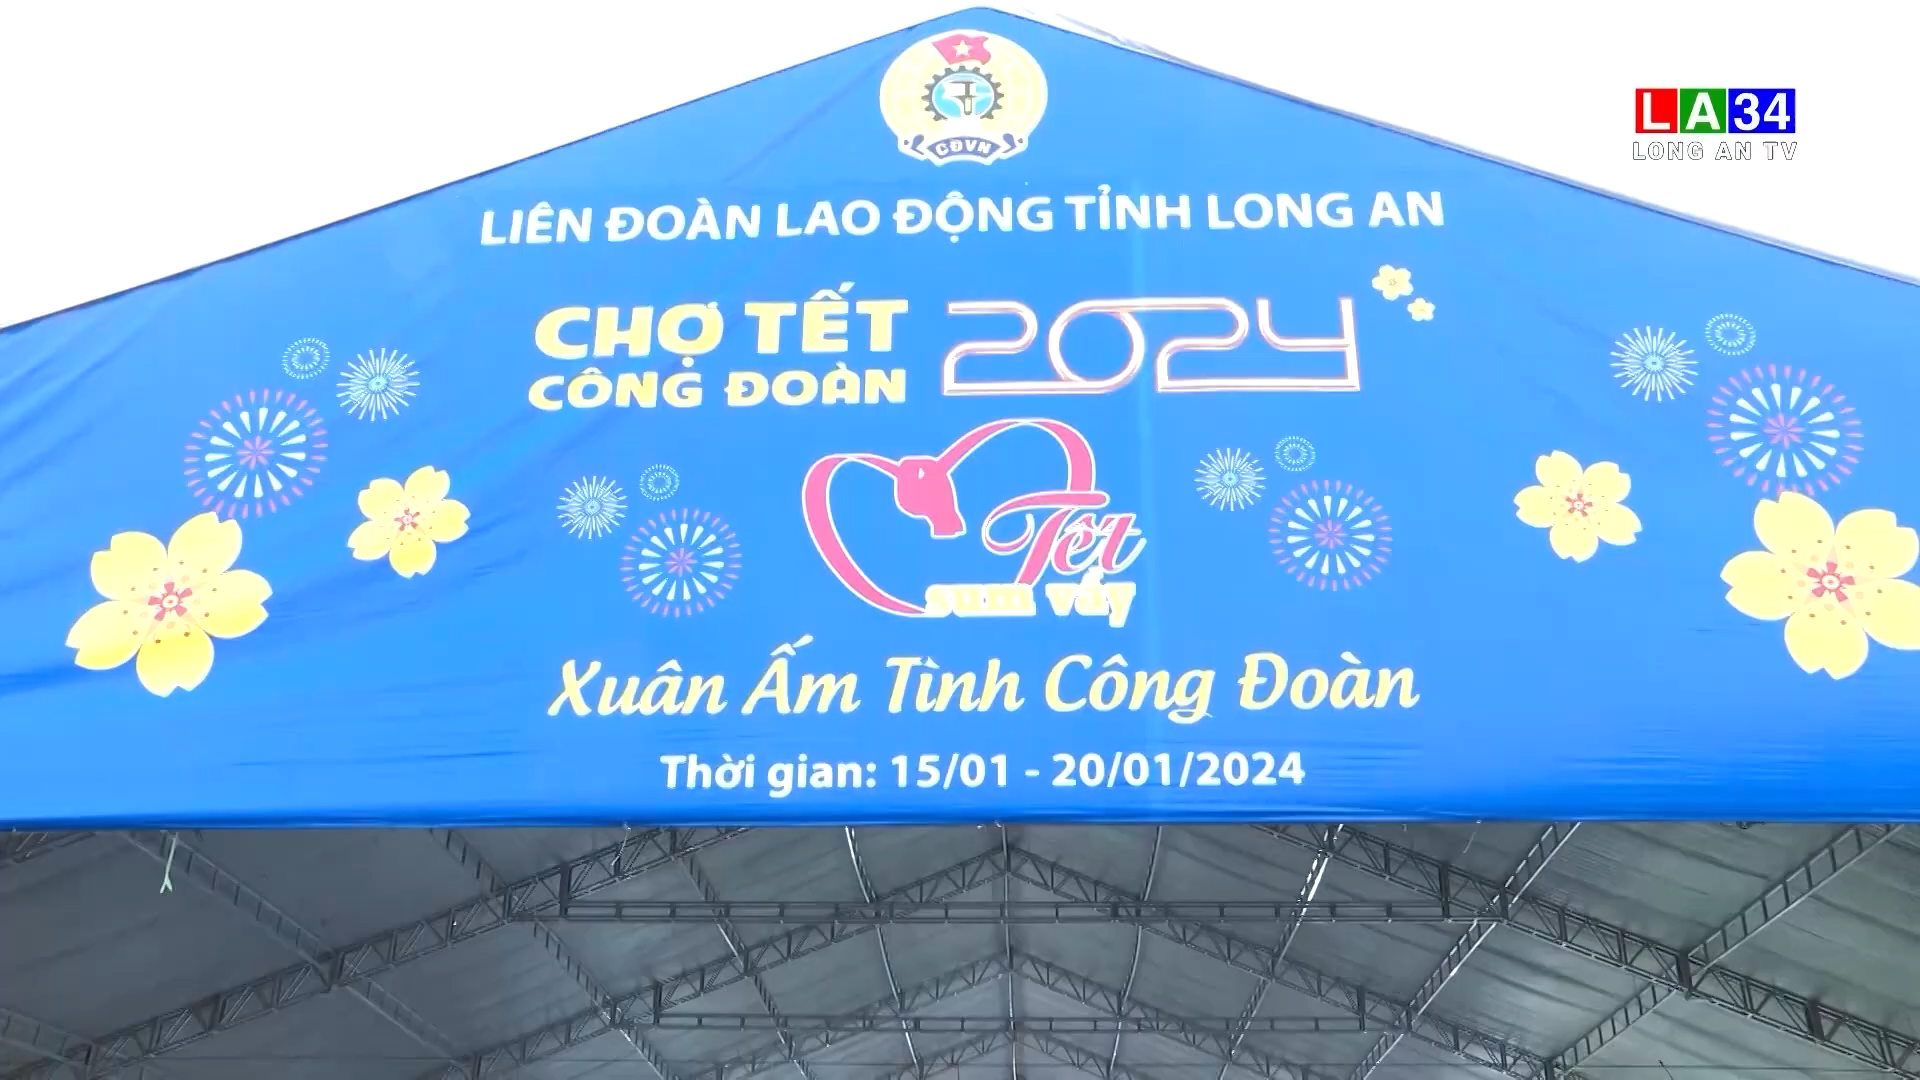 LA34
LONG AN TV
CĐVN
LIÊN ĐOÀN LAO ĐỘNG TỈNH LONG AN
CHỢ TẾT 2024
CÔNG ĐOÀN
Tết
sum vầy
Xuân Ấm Tình Công Đoàn
Thời gian: 15/01 - 20/01/2024